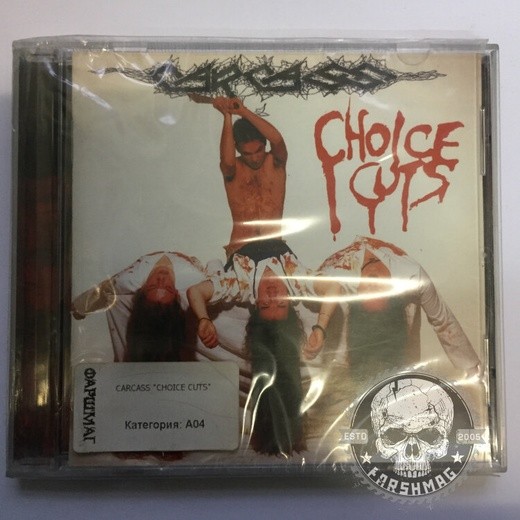 CARCASS
CHOICE
CUTS
ФАРШМАГ
CARCASS "CHOICE CUTS"
Категория: A04
ESTD 2005
FARSHMAG